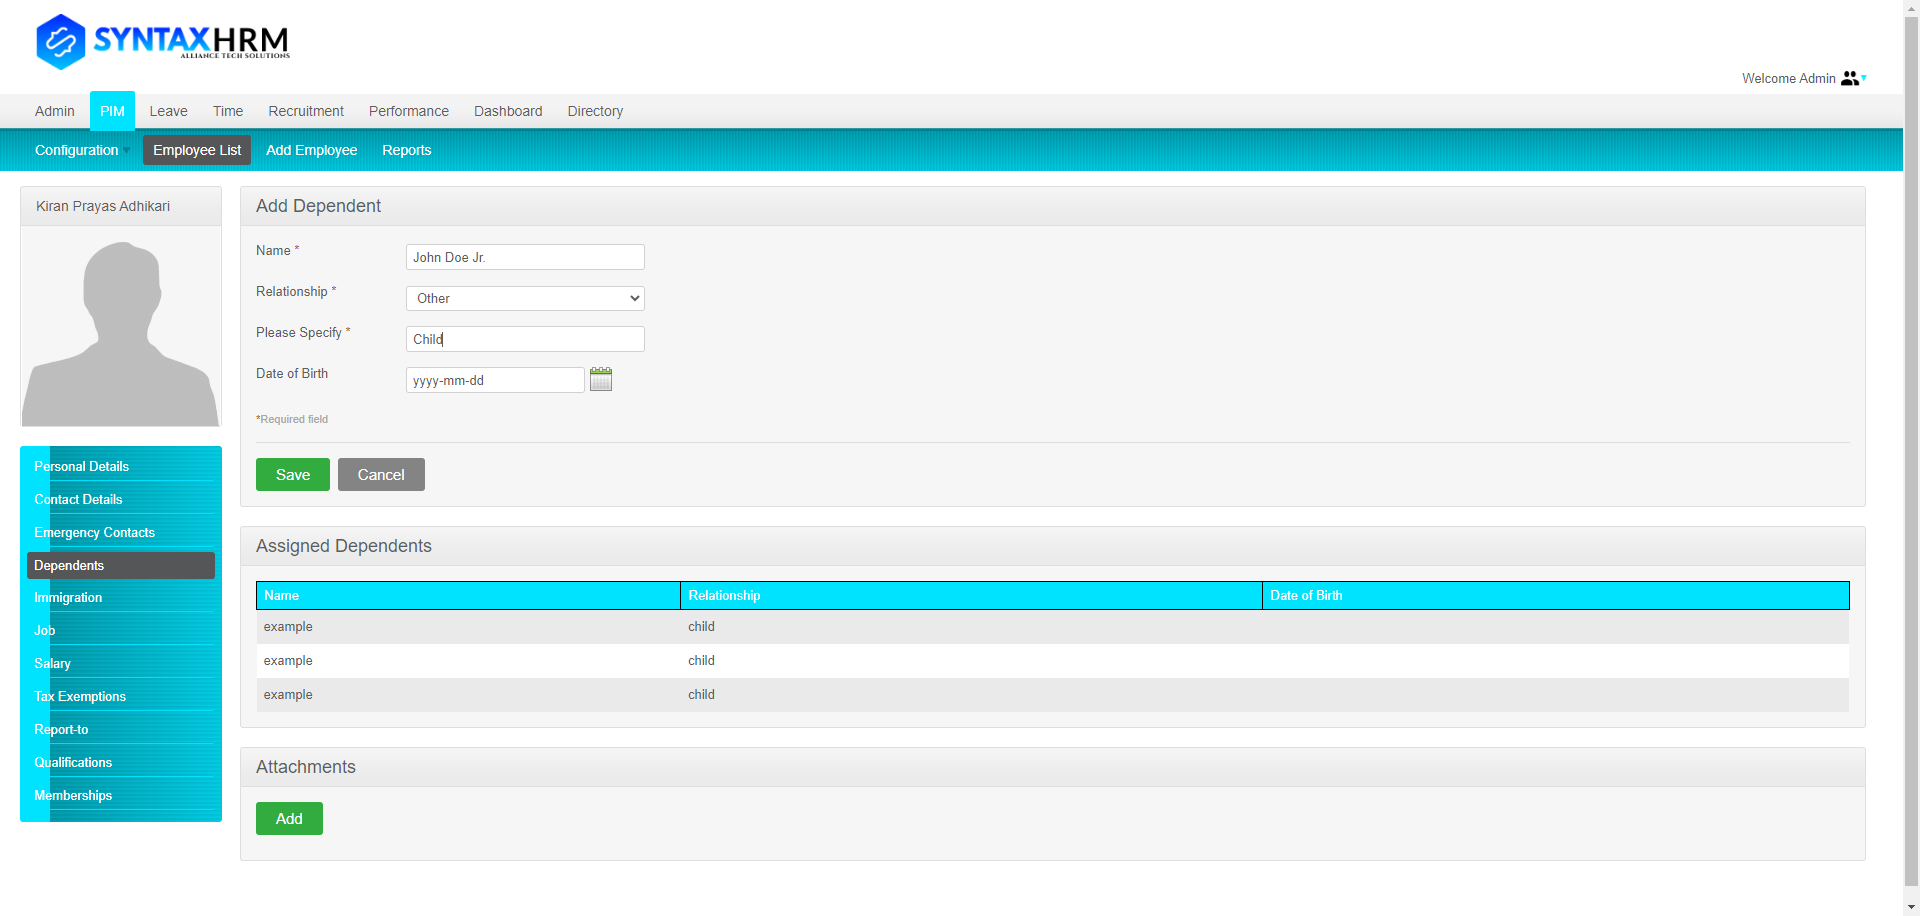 SYNTAXHRM
ALLIANCE TECH SOLUTIONS
Welcome Admin
Admin PIM Leave Time Recruitment Performance Dashboard Directory
Configuration Employee List Add Employee Reports
Kiran Prayas Adhikari
Personal Details
Contact Details
Emergency Contacts
Dependents
Immigration
Job
Salary
Tax Exemptions
Report-to
Qualifications
Memberships
Add Dependent
Name * John Doe Jr.
Relationship * Other
Please Specify * Child
Date of Birth yyyy-mm-dd
*Required field
Save Cancel
Assigned Dependents
Name Relationship Date of Birth
example child
example child
example child
Attachments
Add